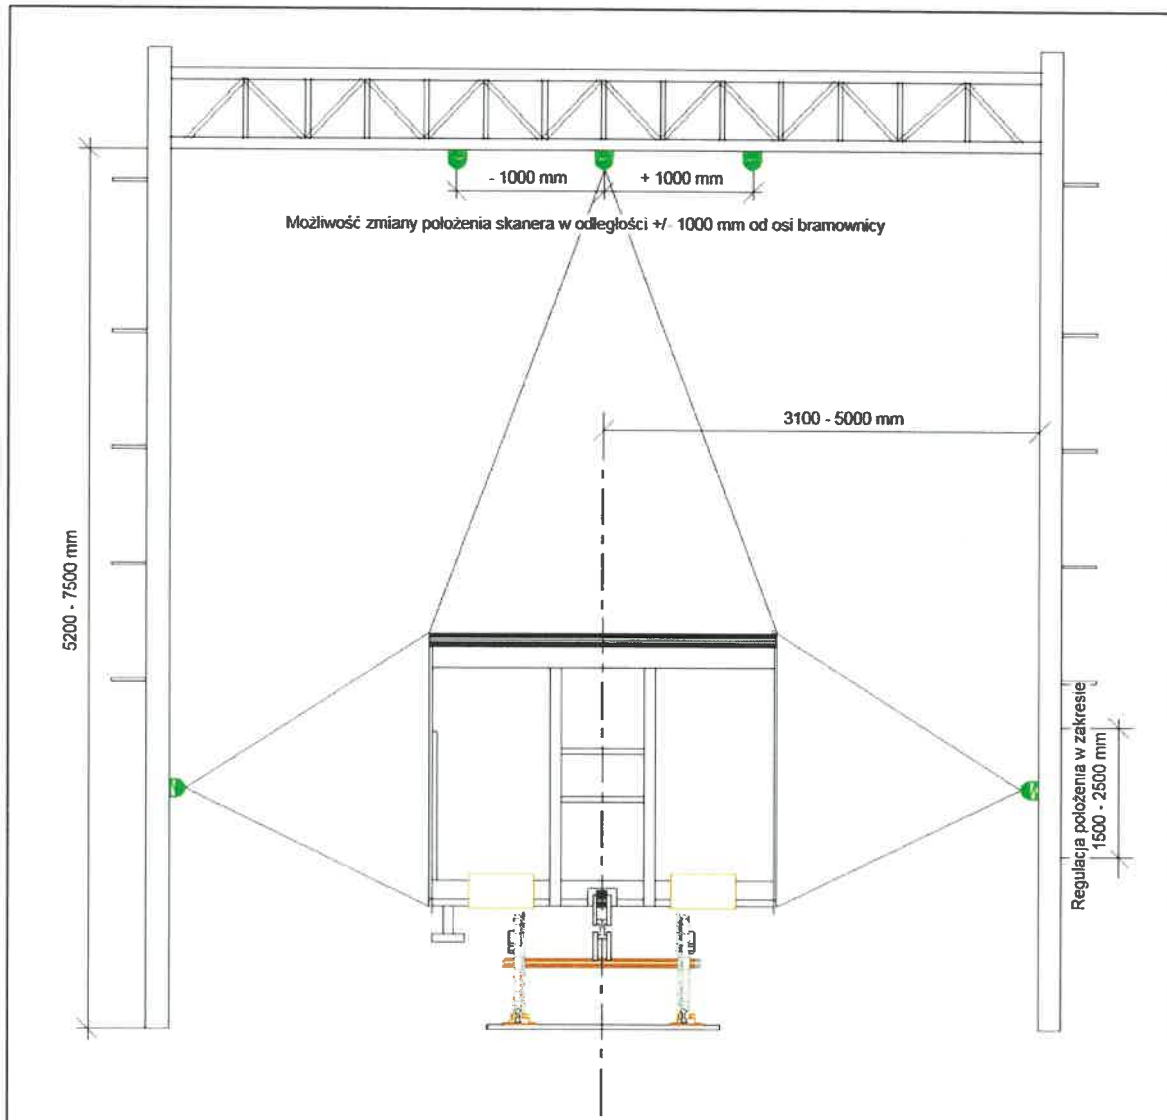 - 1000 mm
+ 1000 mm
Możliwość zmiany położenia skanera w odległości +/- 1000 mm od osi bramownicy
3100 - 5000 mm
5200 - 7500 mm
Regulacja położenia w zakresie
1500 - 2500 mm